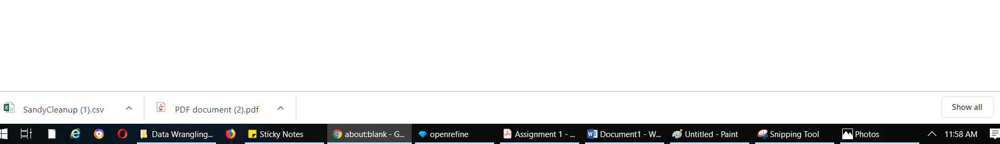 SandyCleanup (1).csv PDF document (2).pdf Show all
Data Wrangling... Sticky Notes about:blank - G... openrefine Assignment 1 - ... Document1 - W... Untitled - Paint Snipping Tool Photos 11:58 AM